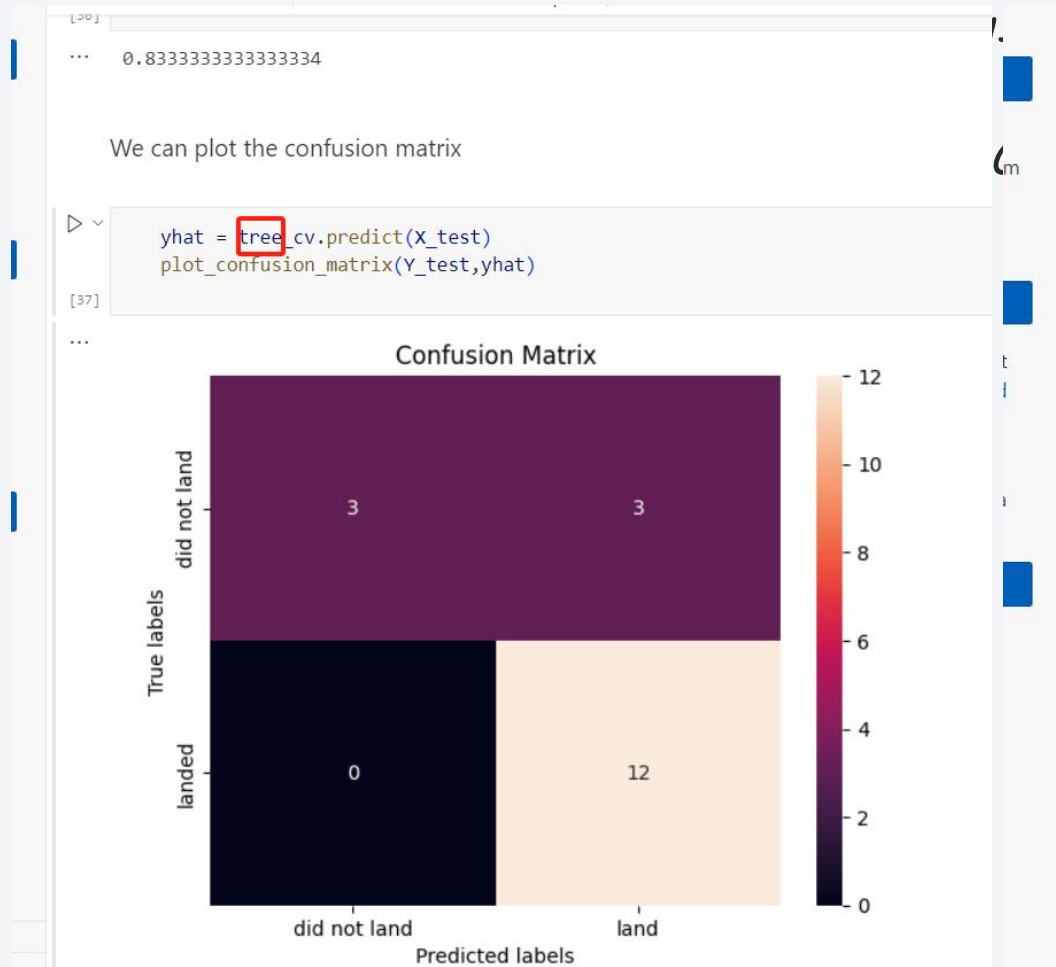 [36]
... 0.8333333333333334
We can plot the confusion matrix
yhat = tree_cv.predict(X_test)
plot_confusion_matrix(Y_test,yhat)
[37]
...
Confusion Matrix
12
10
8
6
4
2
0
True labels
did not land
landed
3 3
0 12
did not land land
Predicted labels
m
t
d
a